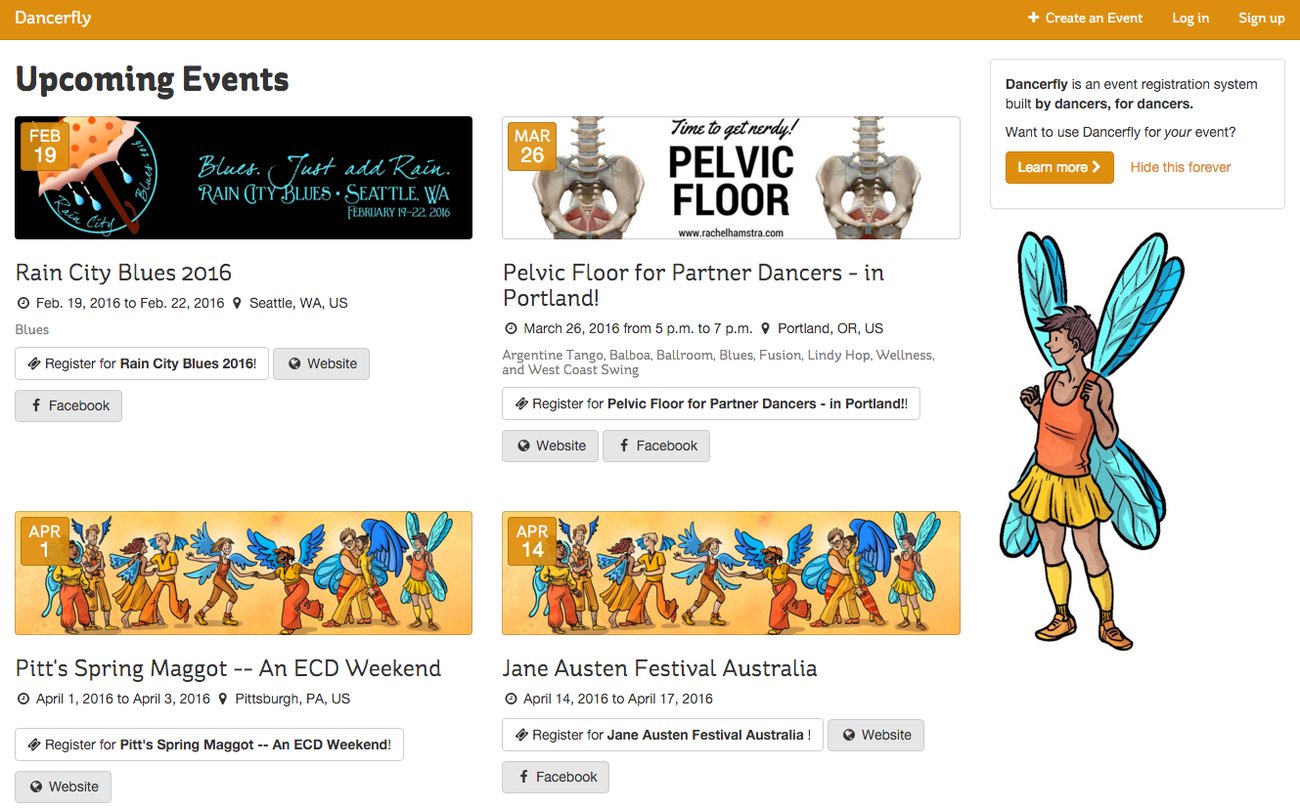 Dancerfly
Create an Event Log in Sign up
Upcoming Events
FEB
19
Blues. Just add Rain.
RAIN CITY BLUES • SEATTLE, WA
FEBRUARY 19-22, 2016
Rain City
Blues 2016
Rain City Blues 2016
Feb. 19, 2016 to Feb. 22, 2016 Seattle, WA, US
Blues
Register for Rain City Blues 2016!
Website
Facebook
MAR
26
Time to get nerdy!
PELVIC
FLOOR
www.rachelhamstra.com
Pelvic Floor for Partner Dancers - in
Portland!
March 26, 2016 from 5 p.m. to 7 p.m. Portland, OR, US
Argentine Tango, Balboa, Ballroom, Blues, Fusion, Lindy Hop, Wellness,
and West Coast Swing
Register for Pelvic Floor for Partner Dancers - in Portland!!
Website
Facebook
APR
1
Pitt's Spring Maggot -- An ECD Weekend
April 1, 2016 to April 3, 2016 Pittsburgh, PA, US
Register for Pitt's Spring Maggot -- An ECD Weekend!
Website
APR
14
Jane Austen Festival Australia
April 14, 2016 to April 17, 2016
Register for Jane Austen Festival Australia !
Website
Facebook
Dancerfly is an event registration system
built by dancers, for dancers.
Want to use Dancerfly for your event?
Learn more
Hide this forever